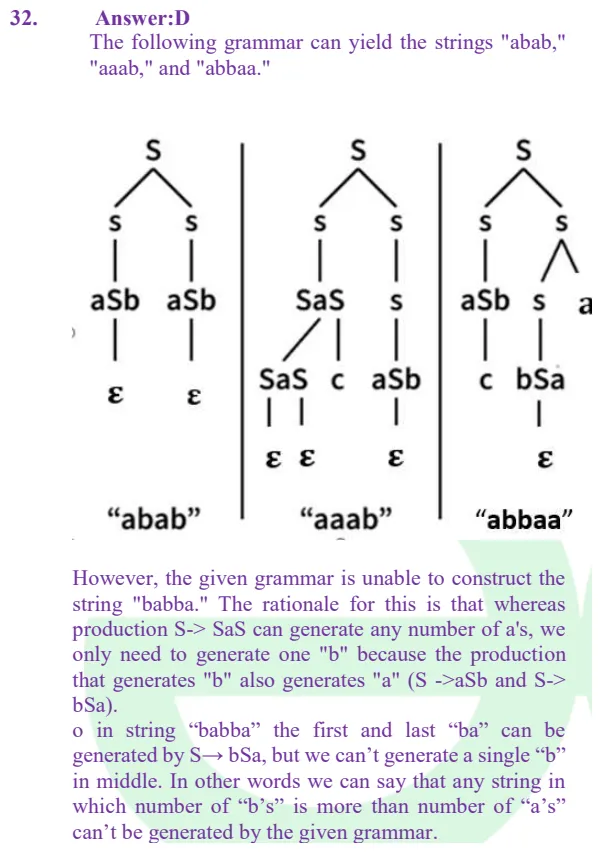 32. Answer:D
The following grammar can yield the strings "abab,"
"aaab," and "abbaa."
S S S
s s s s s s
aSb aSb SaS s aSb s a
ε ε SaS c aSb c bSa
ε ε ε ε
“abab” “aaab” “abbaa”
However, the given grammar is unable to construct the
string "babba." The rationale for this is that whereas
production S-> SaS can generate any number of a's, we
only need to generate one "b" because the production
that generates "b" also generates "a" (S ->aSb and S->
bSa).
o in string “babba” the first and last “ba” can be
generated by S→ bSa, but we can’t generate a single “b”
in middle. In other words we can say that any string in
which number of “b’s” is more than number of “a’s”
can’t be generated by the given grammar.